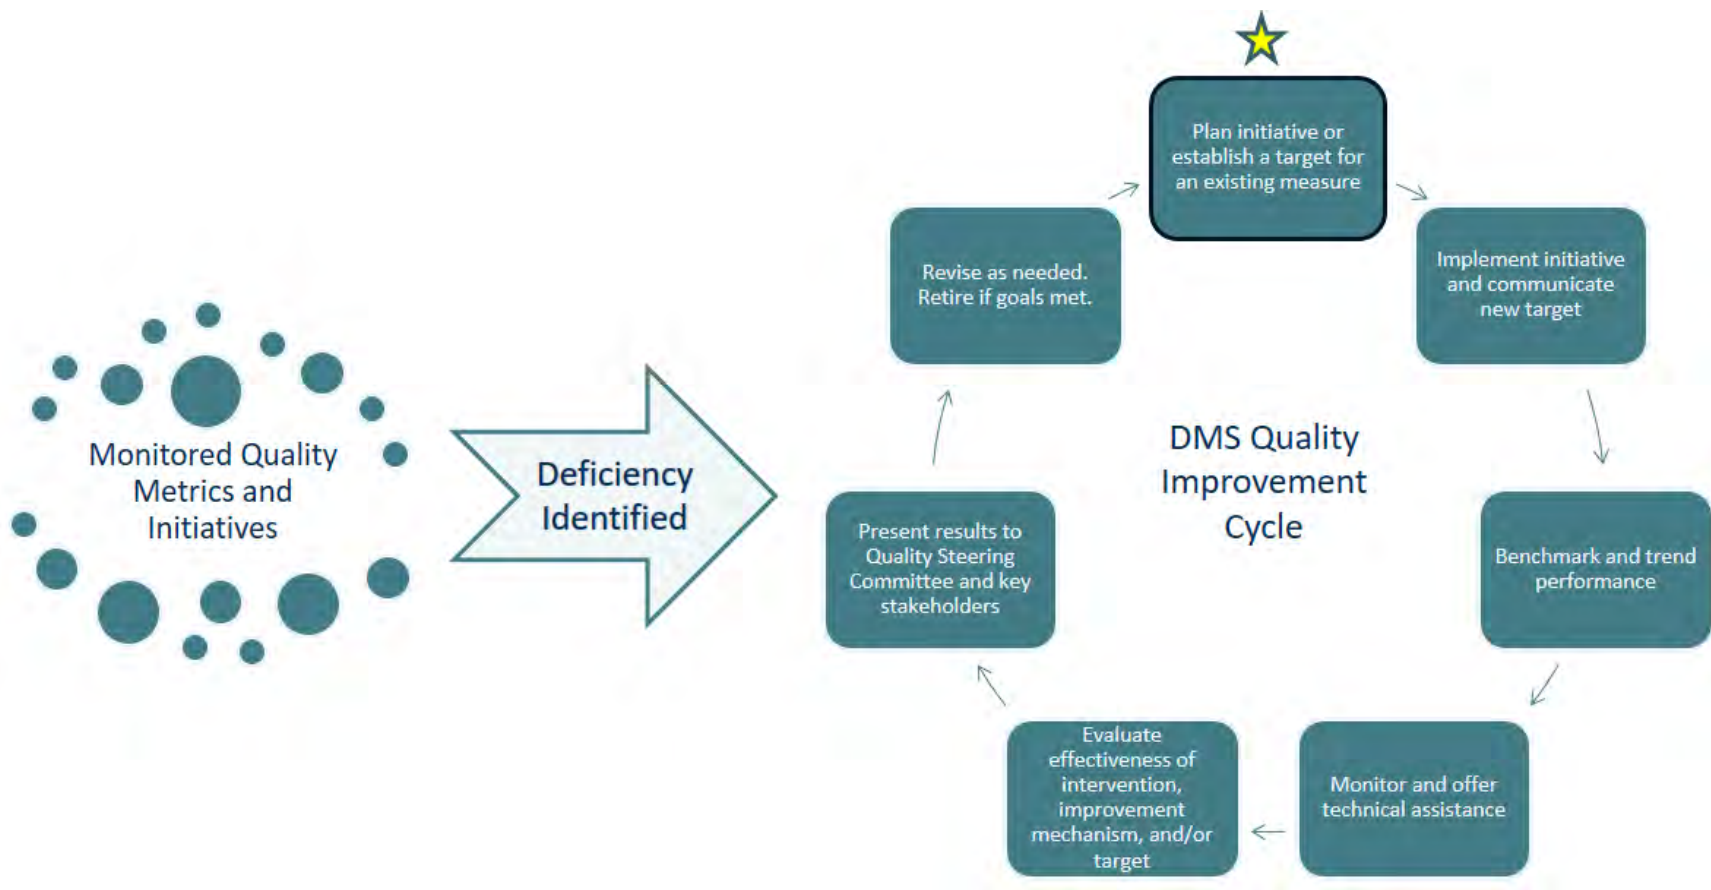 Monitored Quality
Metrics and
Initiatives
Deficiency
Identified
DMS Quality
Improvement
Cycle
Plan initiative or
establish a target for
an existing measure
Implement initiative
and communicate
new target
Benchmark and trend
performance
Monitor and offer
technical assistance
Evaluate
effectiveness of
intervention,
improvement
mechanism, and/or
target
Present results to
Quality Steering
Committee and key
stakeholders
Revise as needed.
Retire if goals met.